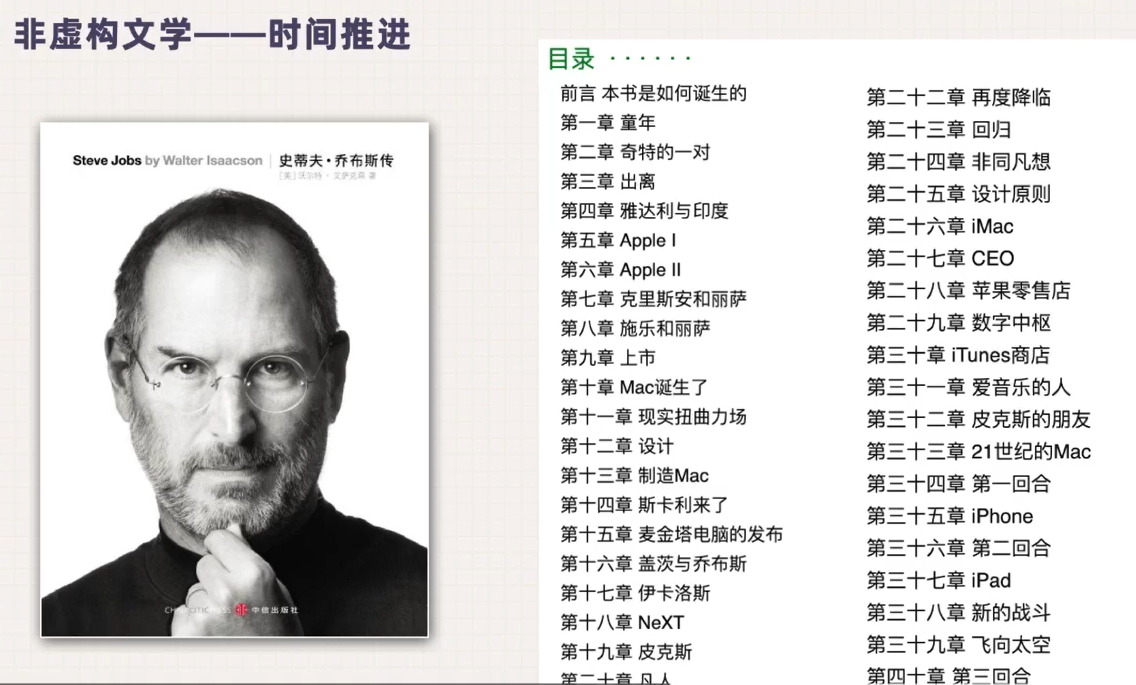 非虚构文学——时间推进
Steve Jobs by Walter Isaacson | 史蒂夫·乔布斯传
[美]沃尔特·艾萨克森 著
中信出版社
目录 · · · · · ·
前言 本书是如何诞生的
第一章 童年
第二章 奇特的一对
第三章 出离
第四章 雅达利与印度
第五章 Apple I
第六章 Apple II
第七章 克里斯安和丽萨
第八章 施乐和丽萨
第九章 上市
第十章 Mac诞生了
第十一章 现实扭曲力场
第十二章 设计
第十三章 制造Mac
第十四章 斯卡利来了
第十五章 麦金塔电脑的发布
第十六章 盖茨与乔布斯
第十七章 伊卡洛斯
第十八章 NeXT
第十九章 皮克斯
第二十章 凡人
第二十二章 再度降临
第二十三章 回归
第二十四章 非同凡想
第二十五章 设计原则
第二十六章 iMac
第二十七章 CEO
第二十八章 苹果零售店
第二十九章 数字中枢
第三十章 iTunes商店
第三十一章 爱音乐的人
第三十二章 皮克斯的朋友
第三十三章 21世纪的Mac
第三十四章 第一回合
第三十五章 iPhone
第三十六章 第二回合
第三十七章 iPad
第三十八章 新的战斗
第三十九章 飞向太空
第四十章 第三回合